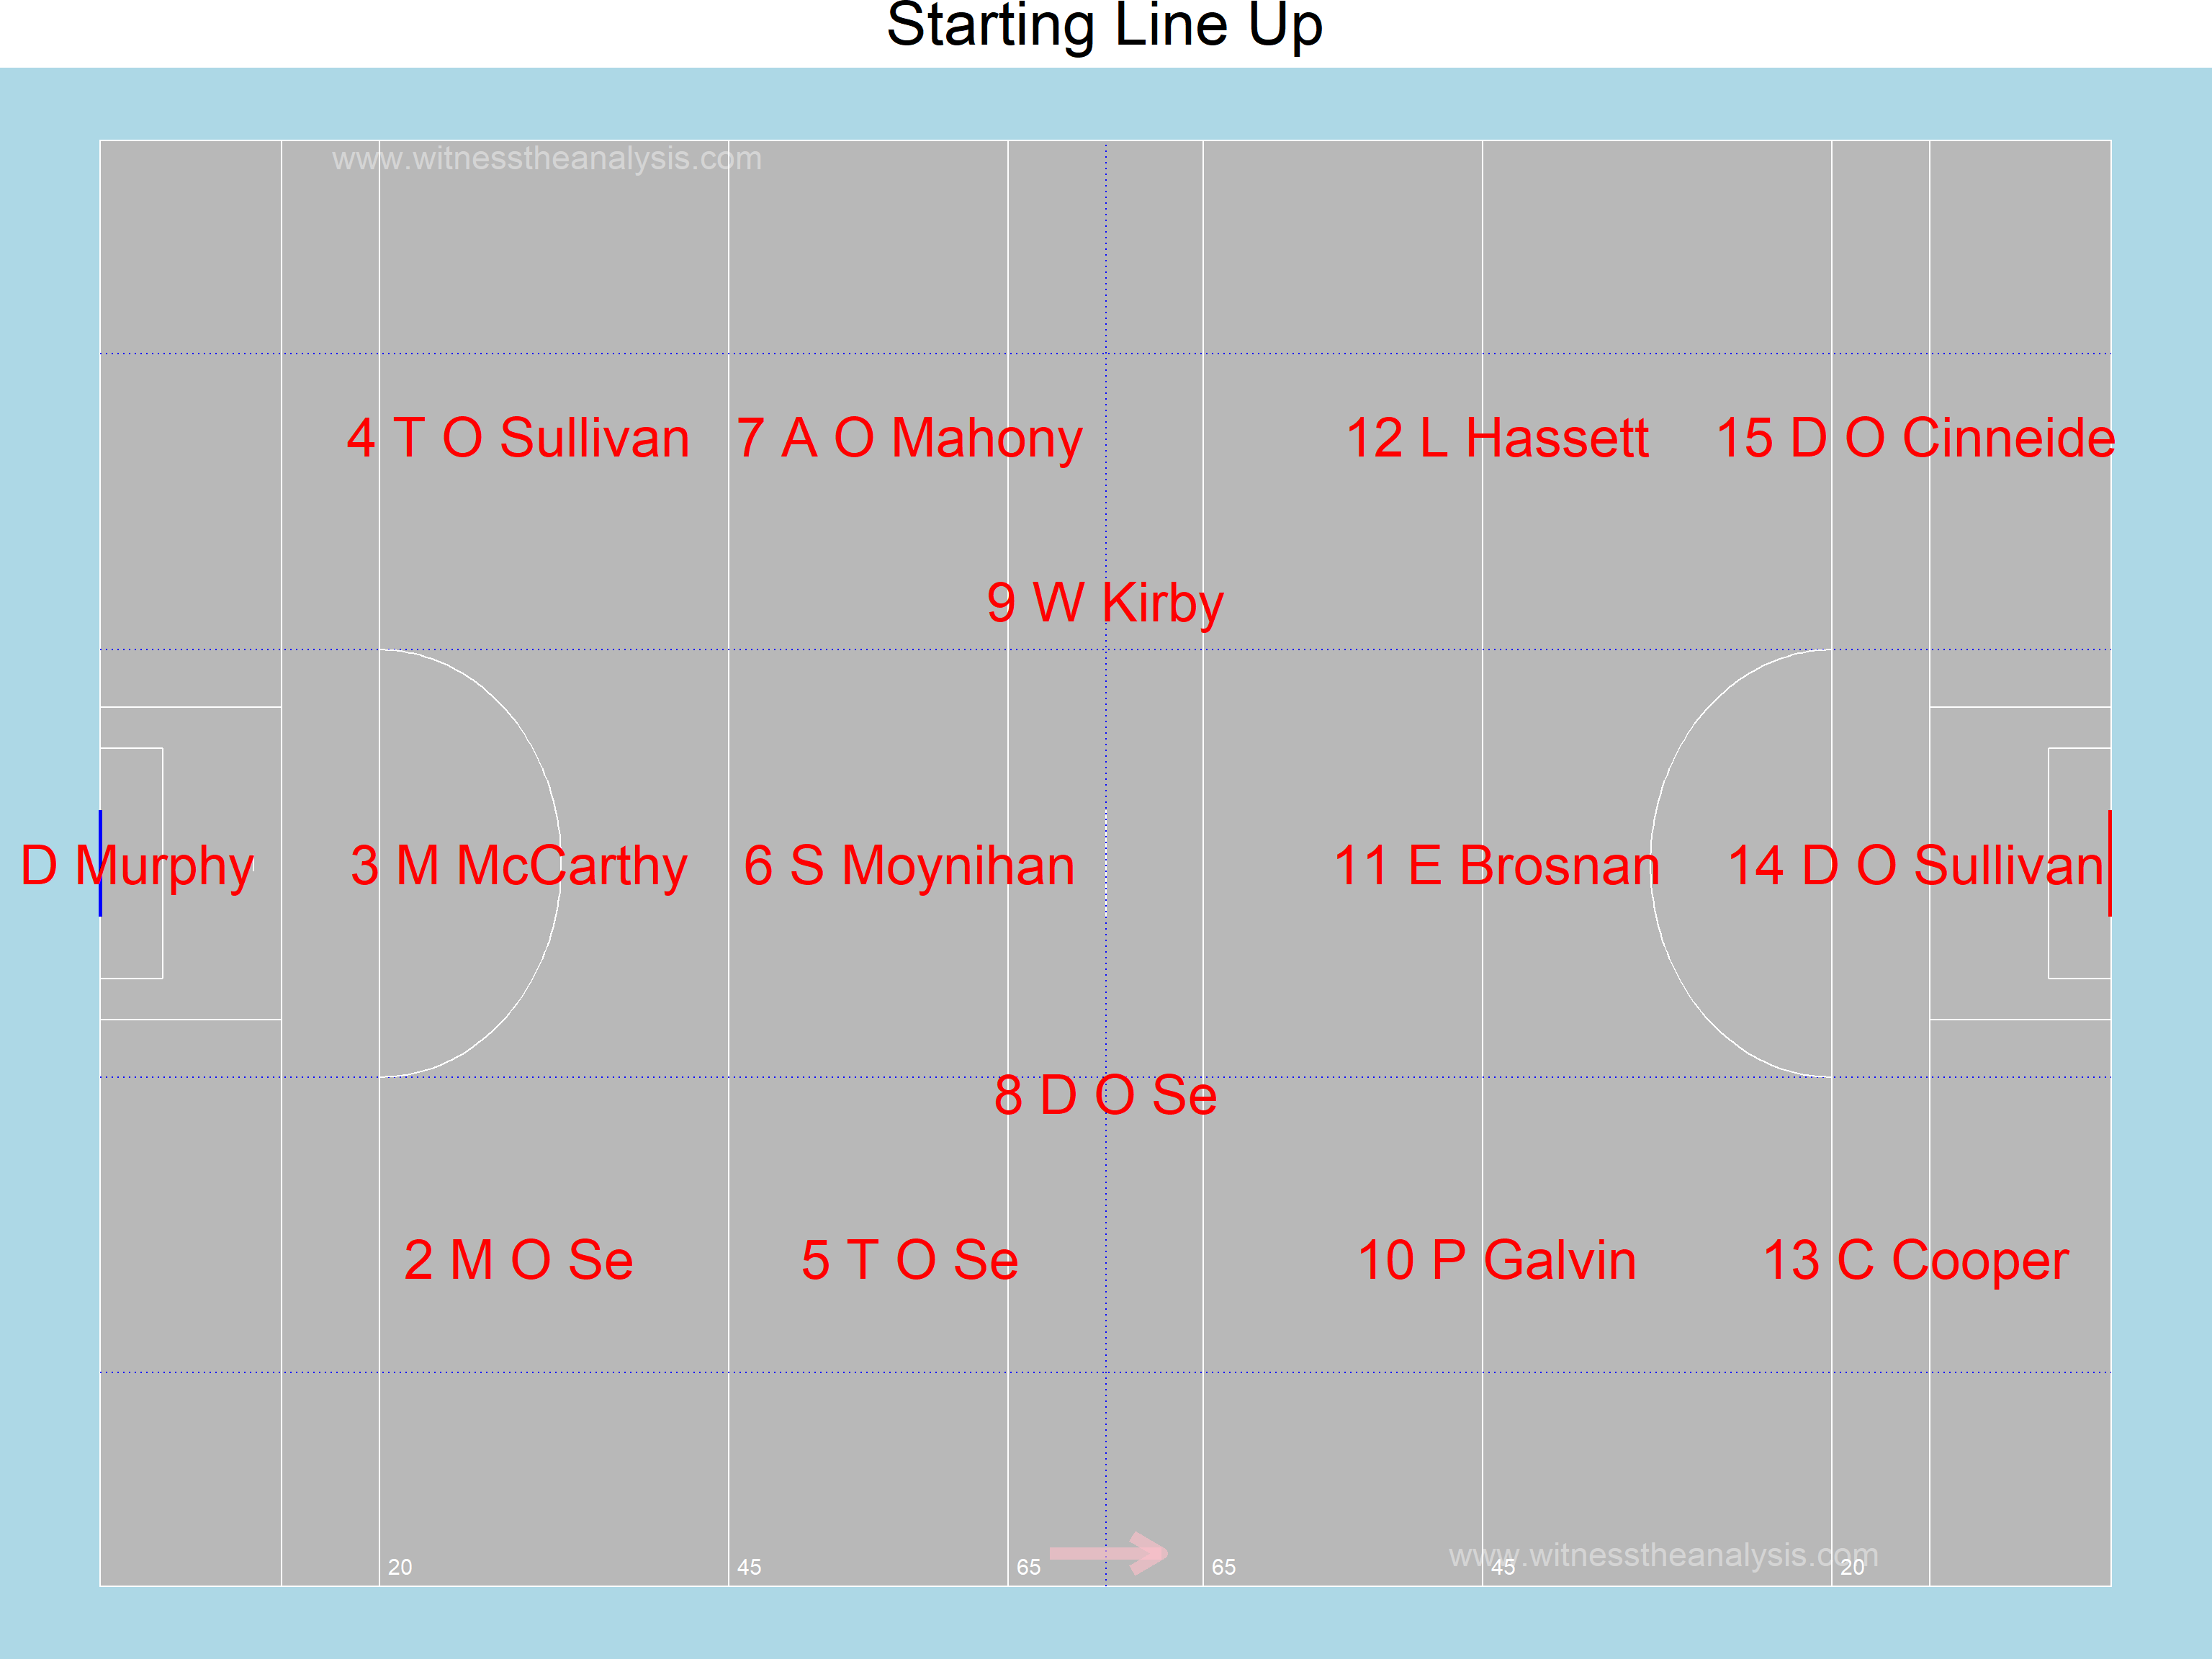 Starting Line Up
www.witnesstheanalysis.com
4 T O Sullivan 7 A O Mahony 12 L Hassett 15 D O Cinneide
9 W Kirby
D Murphy 3 M McCarthy 6 S Moynihan 11 E Brosnan 14 D O Sullivan
8 D O Se
2 M O Se 5 T O Se 10 P Galvin 13 C Cooper
www.witnesstheanalysis.com
20 45 65 65 45 20